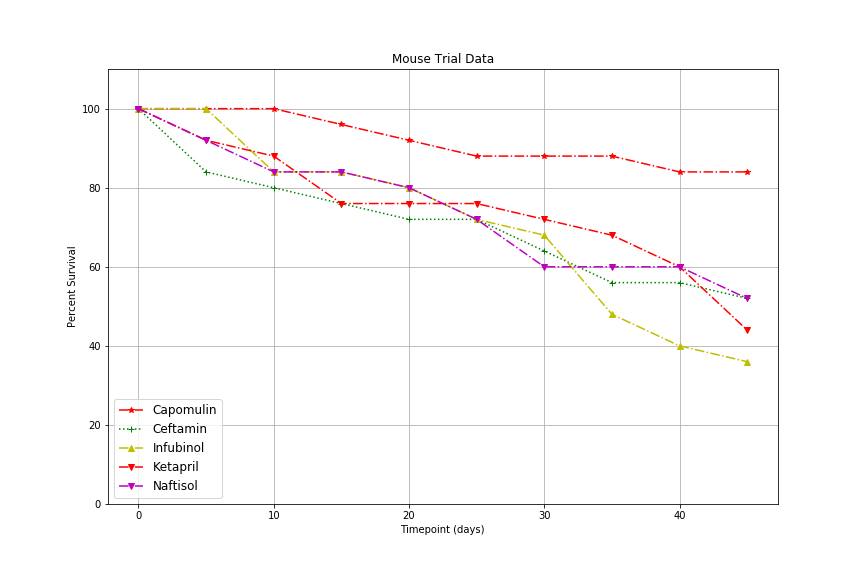 Mouse Trial Data
Percent Survival
100
80
60
40
20
0
Capomulin
Ceftamin
Infubinol
Ketapril
Naftisol
0 10 20 30 40
Timepoint (days)